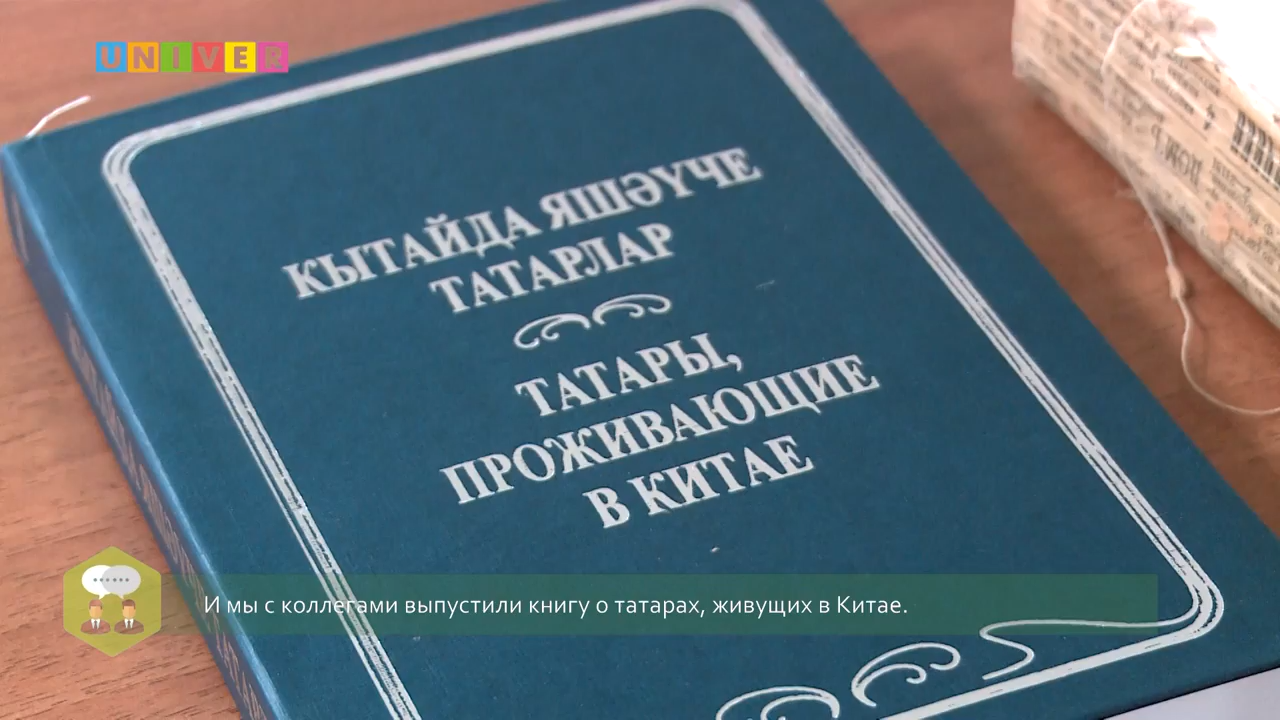 UNIVER
КЫТАЙДА ЯШӘҮЧЕ
ТАТАРЛАР
ТАТАРЫ,
ПРОЖИВАЮЩИЕ
В КИТАЕ
И мы с коллегами выпустили книгу о татарах, живущих в Китае.